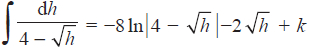 ∫ dh / (4 − √h) = −8 ln|4 − √h| −2√h + k